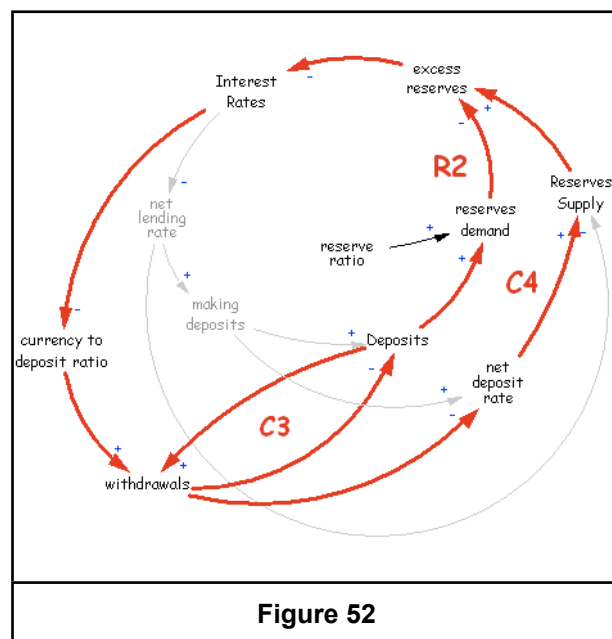 excess
reserves
-
Interest
Rates
+
-
R2
Reserves
Supply
-
net
lending
rate
reserves
demand
+
+
-
reserve
ratio
+
C4
+
making
deposits
-
+
Deposits
currency to
deposit ratio
-
net
deposit
rate
+
-
C3
+
+
withdrawals
Figure 52